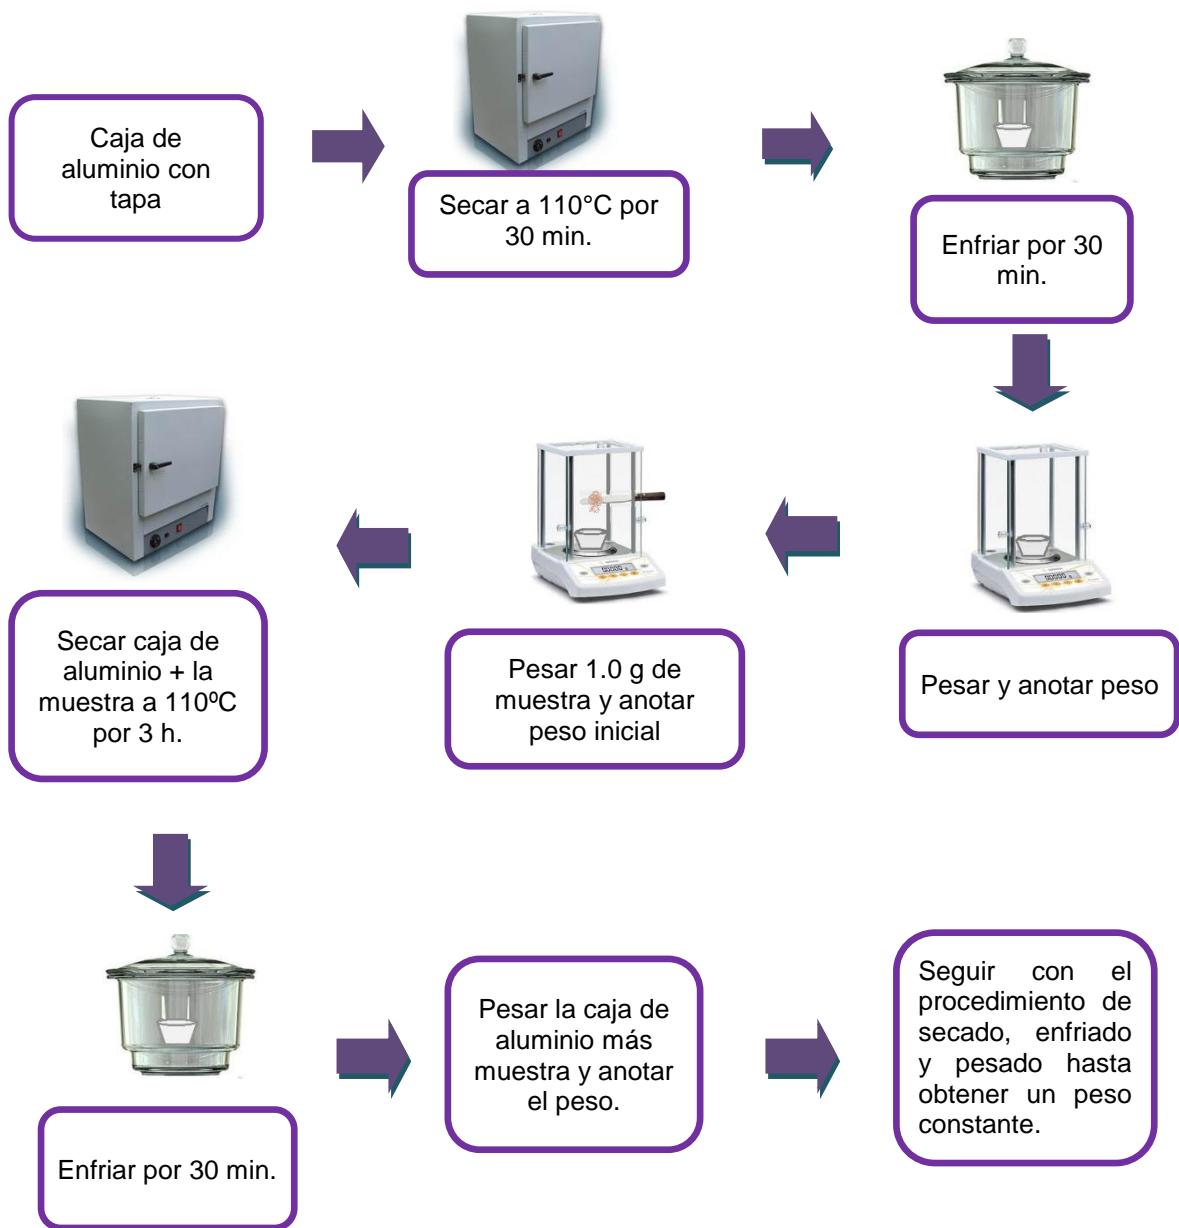 Caja de
aluminio con
tapa
Secar a 110°C por
30 min.
Enfriar por 30
min.
Pesar y anotar peso
Pesar 1.0 g de
muestra y anotar
peso inicial
Secar caja de
aluminio + la
muestra a 110ºC
por 3 h.
Enfriar por 30 min.
Pesar la caja de
aluminio más
muestra y anotar
el peso.
Seguir con el
procedimiento de
secado, enfriado
y pesado hasta
obtener un peso
constante.